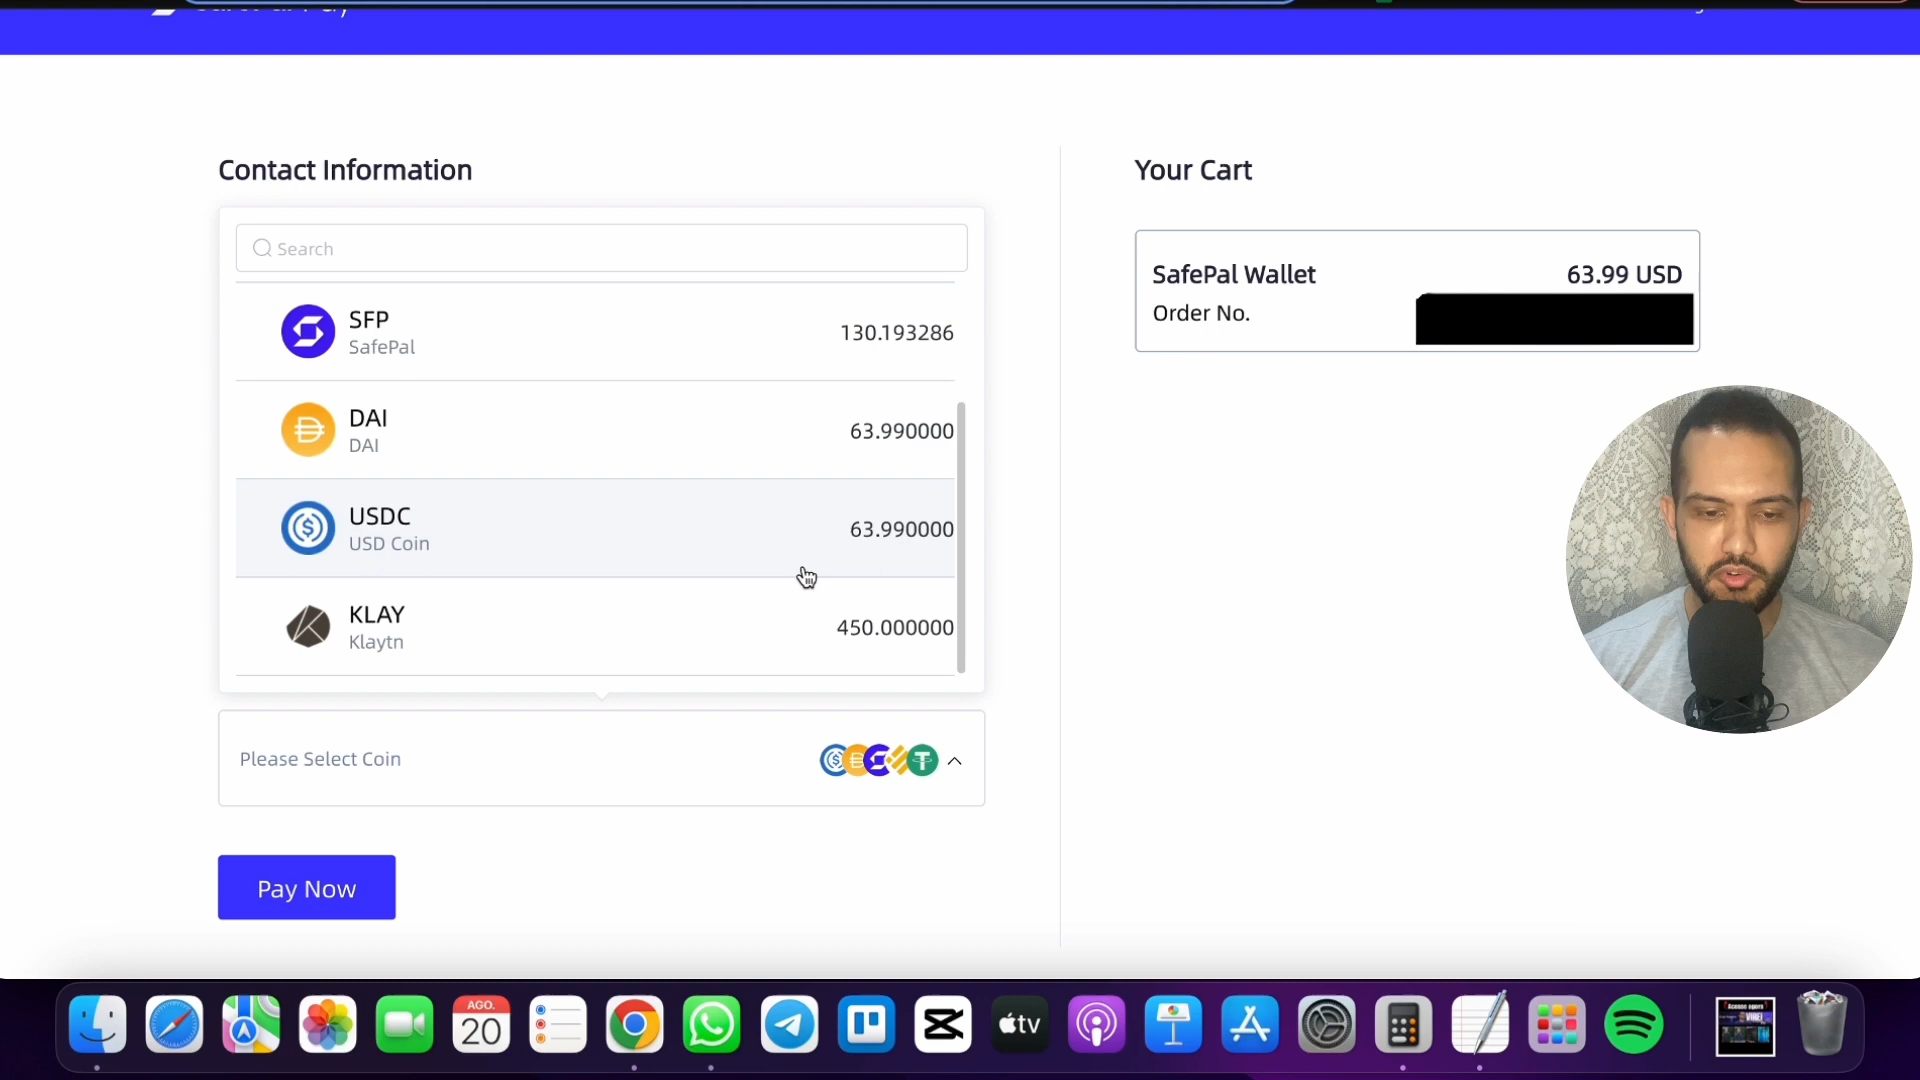 Contact Information
Your Cart
Search
SFP
SafePal
130.193286
SafePal Wallet
63.99 USD
Order No.
DAI
DAI
63.990000
USDC
USD Coin
63.990000
KLAY
Klaytn
450.000000
Please Select Coin
Pay Now
AGO.
20
tv